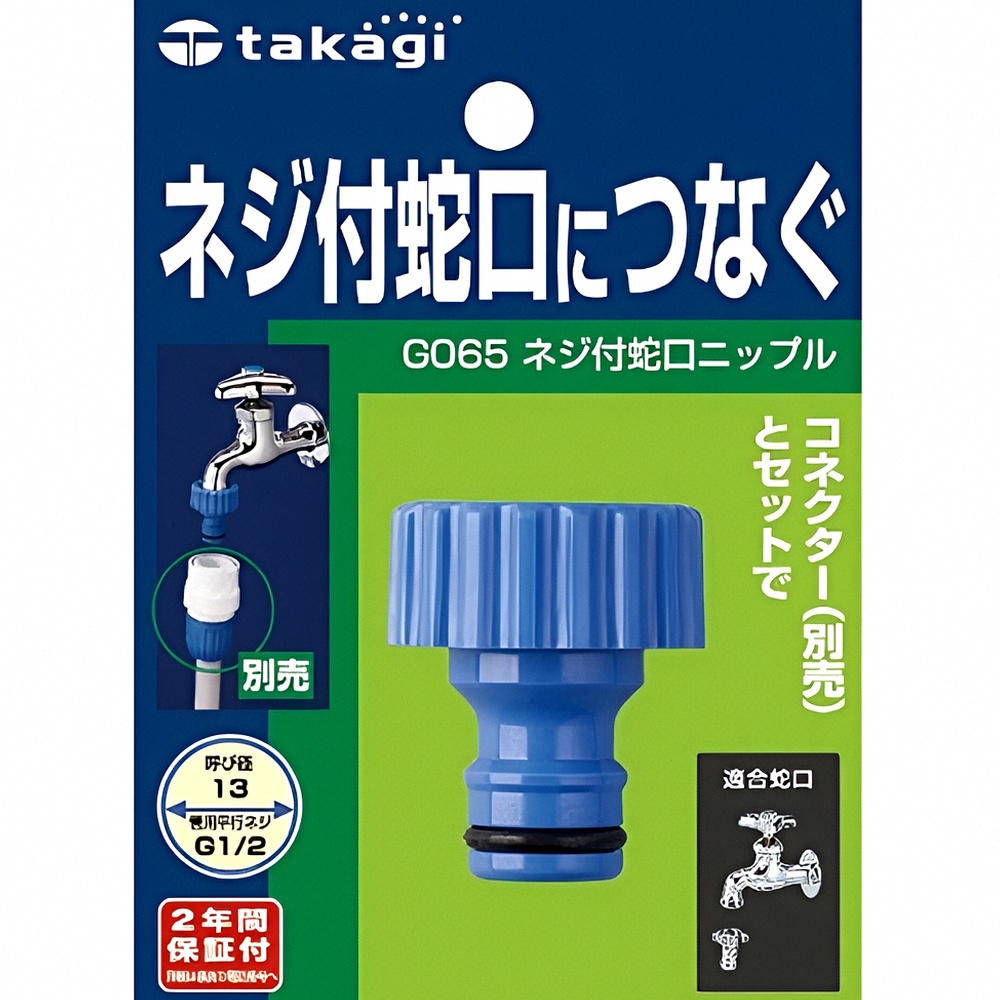 takagi
ネジ付蛇口につなぐ
G065 ネジ付蛇口ニップル
コネクター(別売)
とセットで
別売
呼び径
13
管用平行ネジ
G1/2
適合蛇口
2年間
保証付